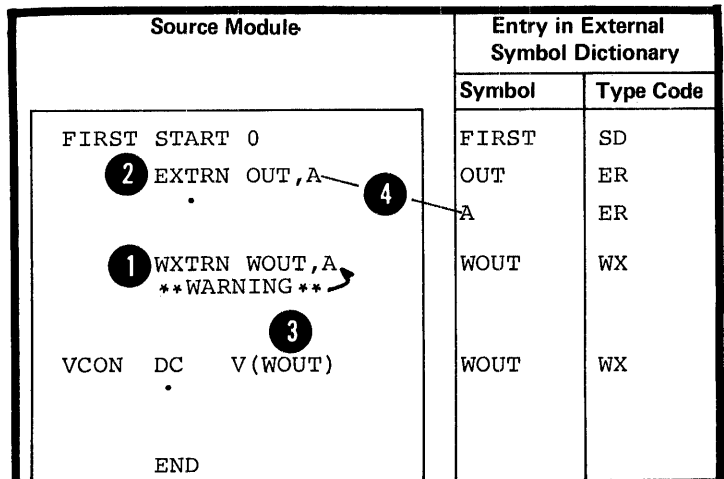 Source Module
Entry in External
Symbol Dictionary
Symbol Type Code
FIRST START 0 FIRST SD
2 EXTRN OUT,A OUT ER
4
A ER
1 WXTRN WOUT,A WOUT WX
**WARNING**
3
VCON DC V(WOUT) WOUT WX
END